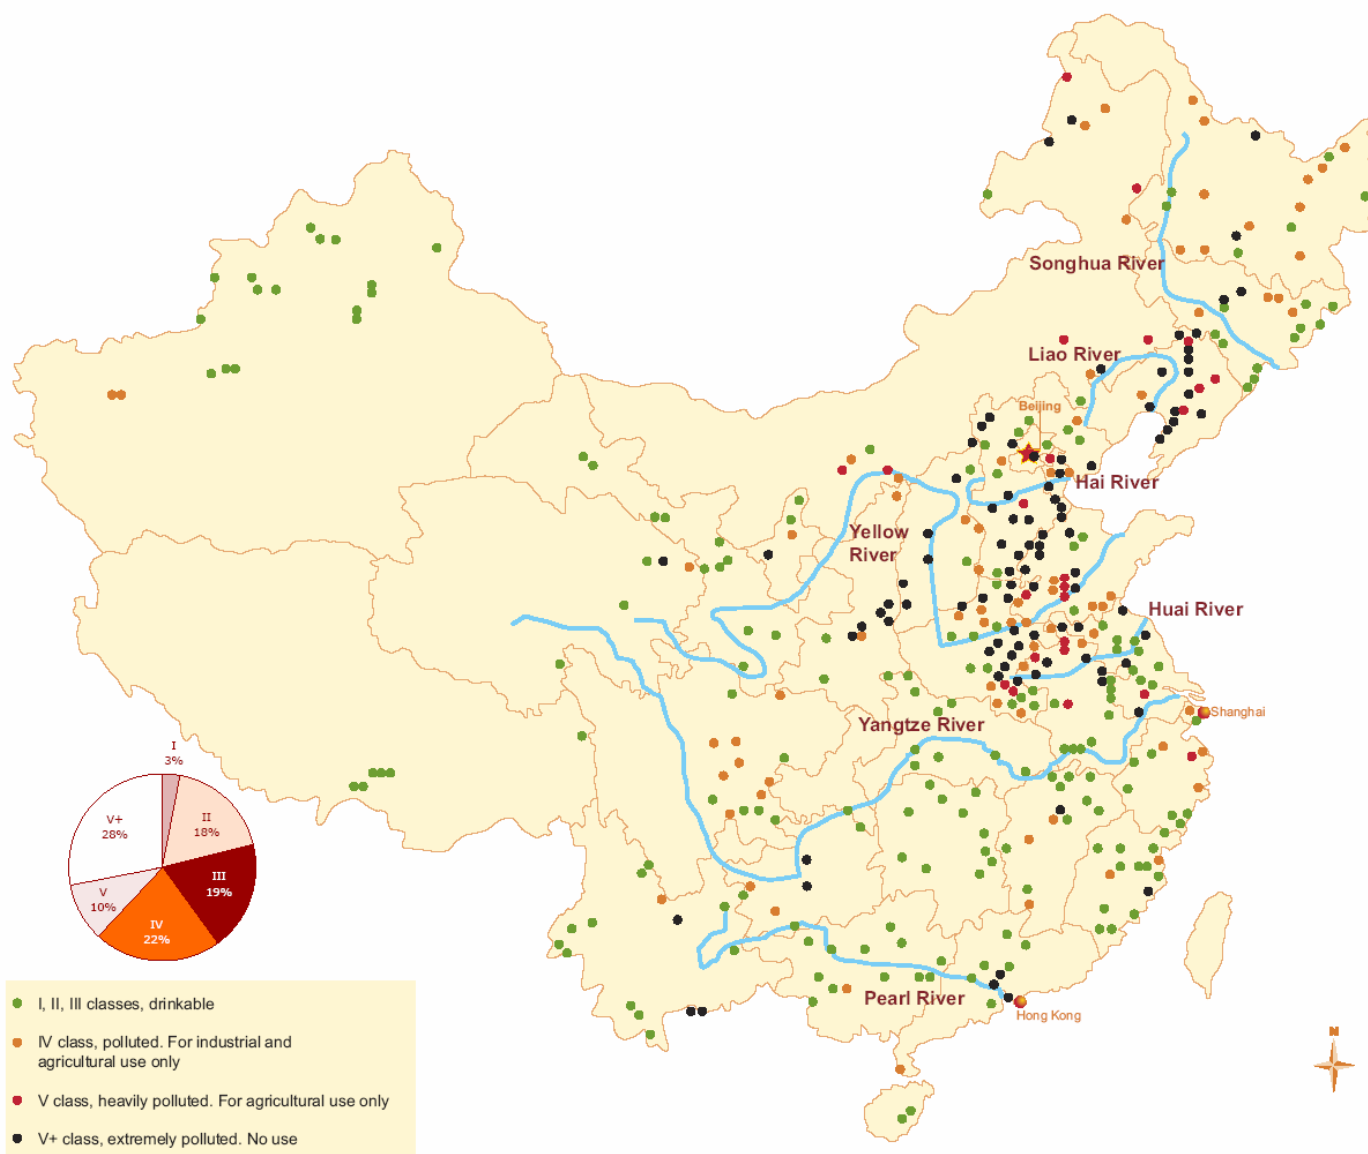 Songhua River
Liao River
Beijing
Hai River
Yellow
River
Huai River
Yangtze River
Shanghai
I
3%
V+
28%
II
18%
III
19%
V
10%
IV
22%
Pearl River
Hong Kong
N
I, II, III classes, drinkable
IV class, polluted. For industrial and
agricultural use only
V class, heavily polluted. For agricultural use only
V+ class, extremely polluted. No use